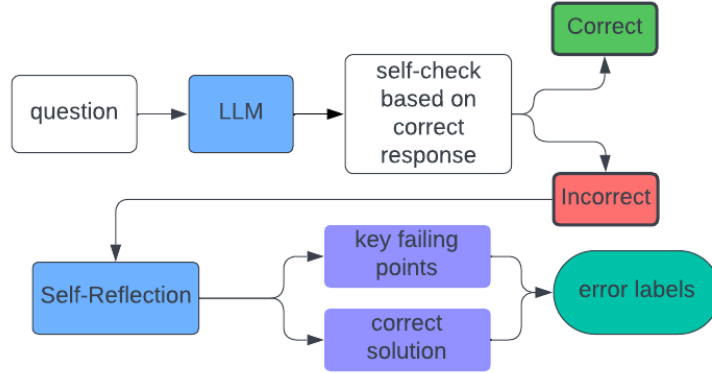 Correct
question
LLM
self-check
based on
correct
response
Incorrect
Self-Reflection
key failing
points
correct
solution
error labels